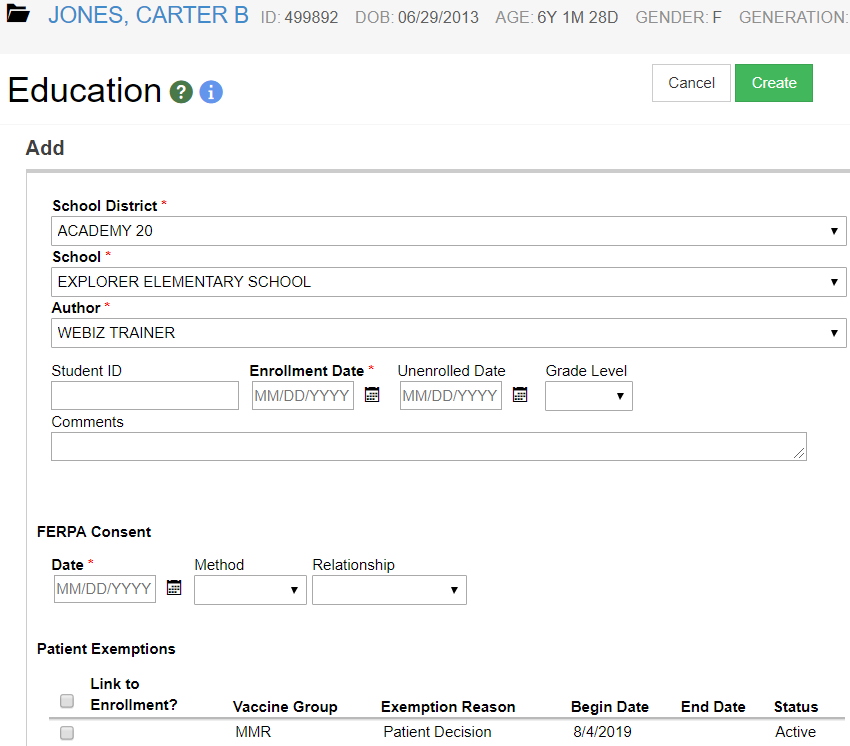 JONES, CARTER B ID: 499892 DOB: 06/29/2013 AGE: 6Y 1M 28D GENDER: F GENERATION:
Education ? i Cancel Create
Add
School District *
ACADEMY 20
School *
EXPLORER ELEMENTARY SCHOOL
Author *
WEBIZ TRAINER
Student ID Enrollment Date * Unenrolled Date Grade Level
MM/DD/YYYY MM/DD/YYYY
Comments
FERPA Consent
Date * Method Relationship
MM/DD/YYYY
Patient Exemptions
Link to
Enrollment? Vaccine Group Exemption Reason Begin Date End Date Status
MMR Patient Decision 8/4/2019 Active